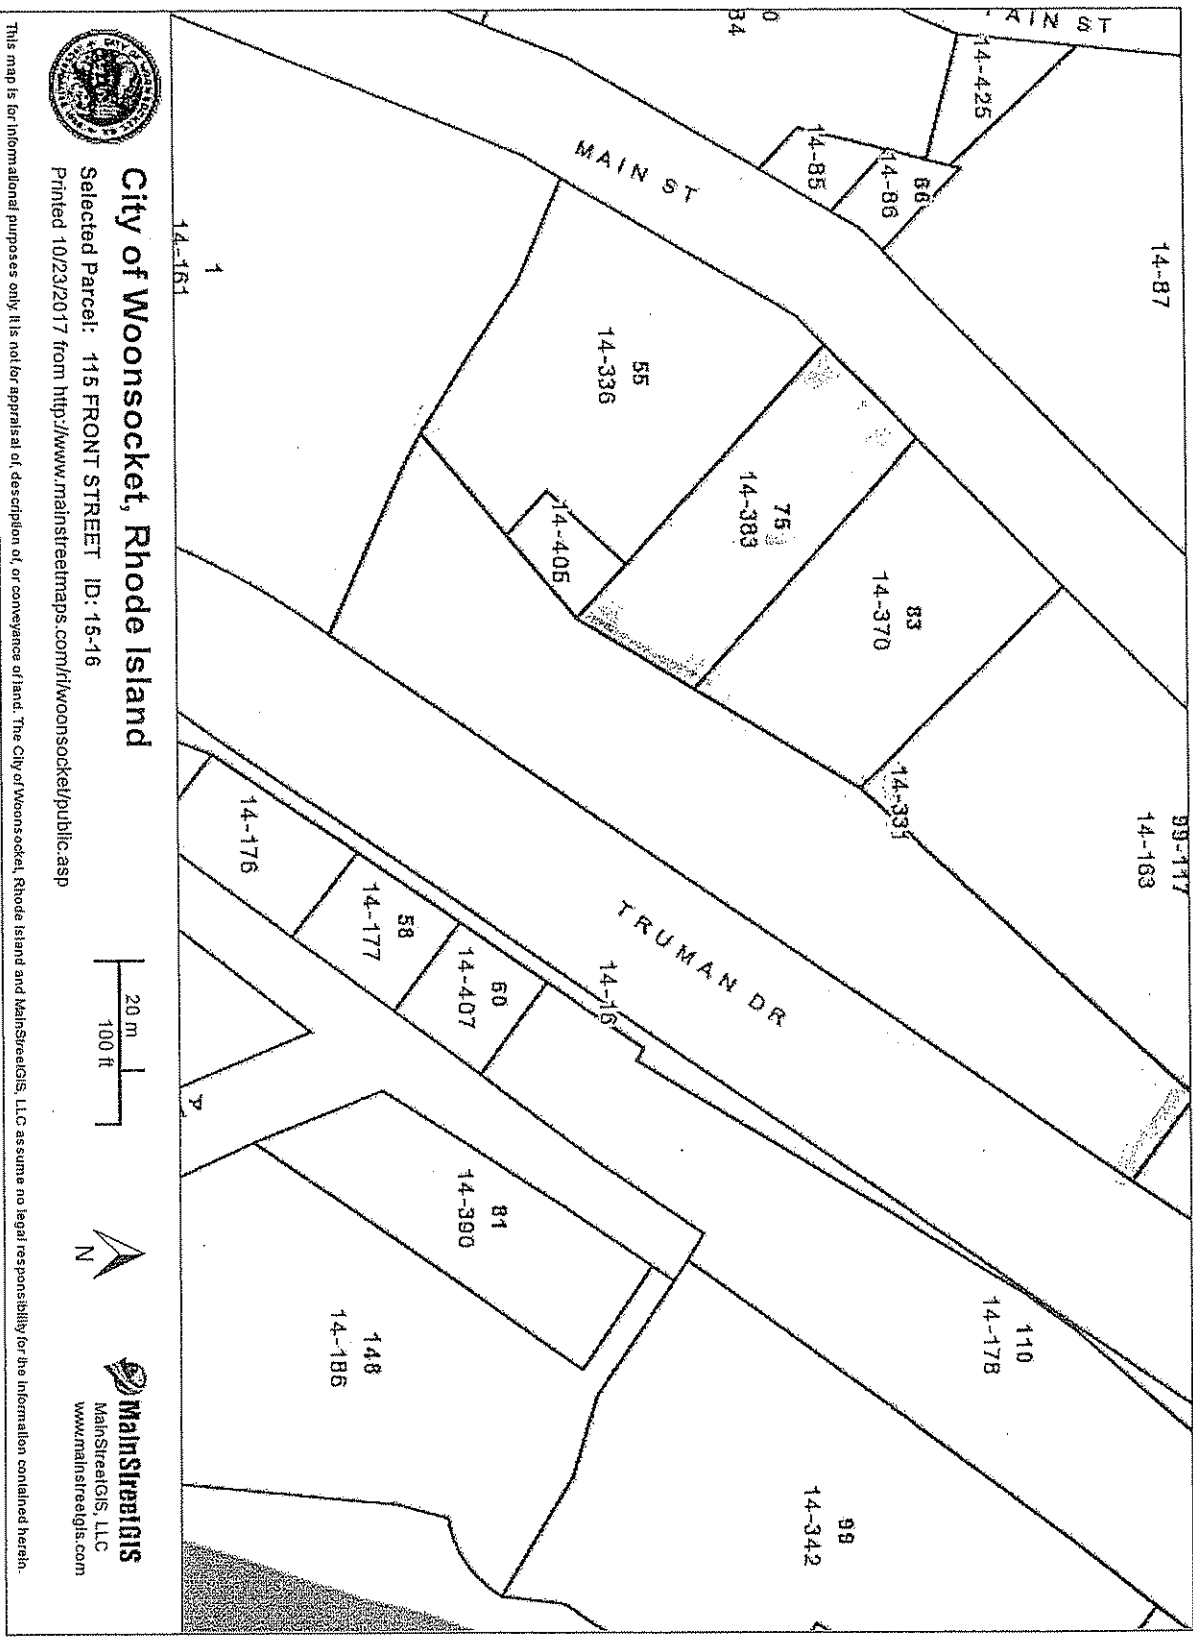 AIN ST
14-425
66
14-86
14-85
14-87
MAIN ST
55
14-336
75
14-383
83
14-370
14-405
14-331
99-117
14-163
1
14-161
TRUMAN DR
14-16
14-176
58
14-177
60
14-407
110
14-178
81
14-390
148
14-186
99
14-342
P
City of Woonsocket, Rhode Island
Selected Parcel: 115 FRONT STREET ID: 15-16
Printed 10/23/2017 from http://www.mainstreetmaps.com/ri/woonsocket/public.asp
20 m
100 ft
N
MainStreetGIS
MainStreetGIS, LLC
www.mainstreetgis.com
This map is for informational purposes only. It is not for appraisal of, description of, or conveyance of land. The City of Woonsocket, Rhode Island and MainStreetGIS, LLC assume no legal responsibility for the information contained herein.